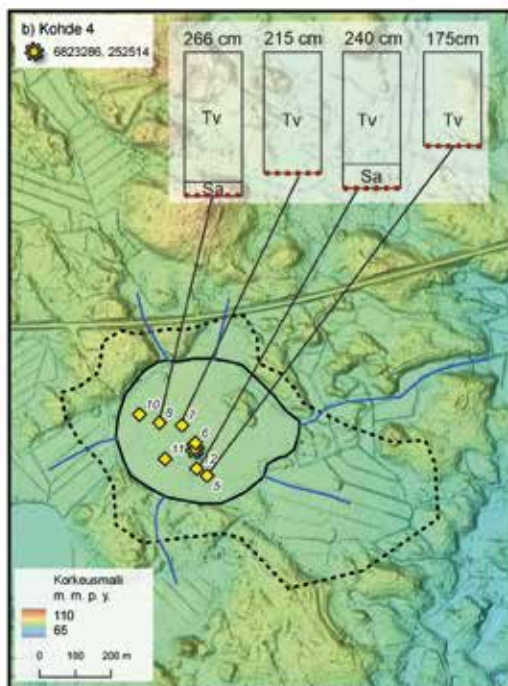 b) Kohde 4
6823286, 252514
266 cm 215 cm 240 cm 175cm
Tv Tv Tv Tv
Sa Sa
10 8 7
6
11
2
5
Korkeusmalli
m. m. p. y.
110
65
0 100 200 m